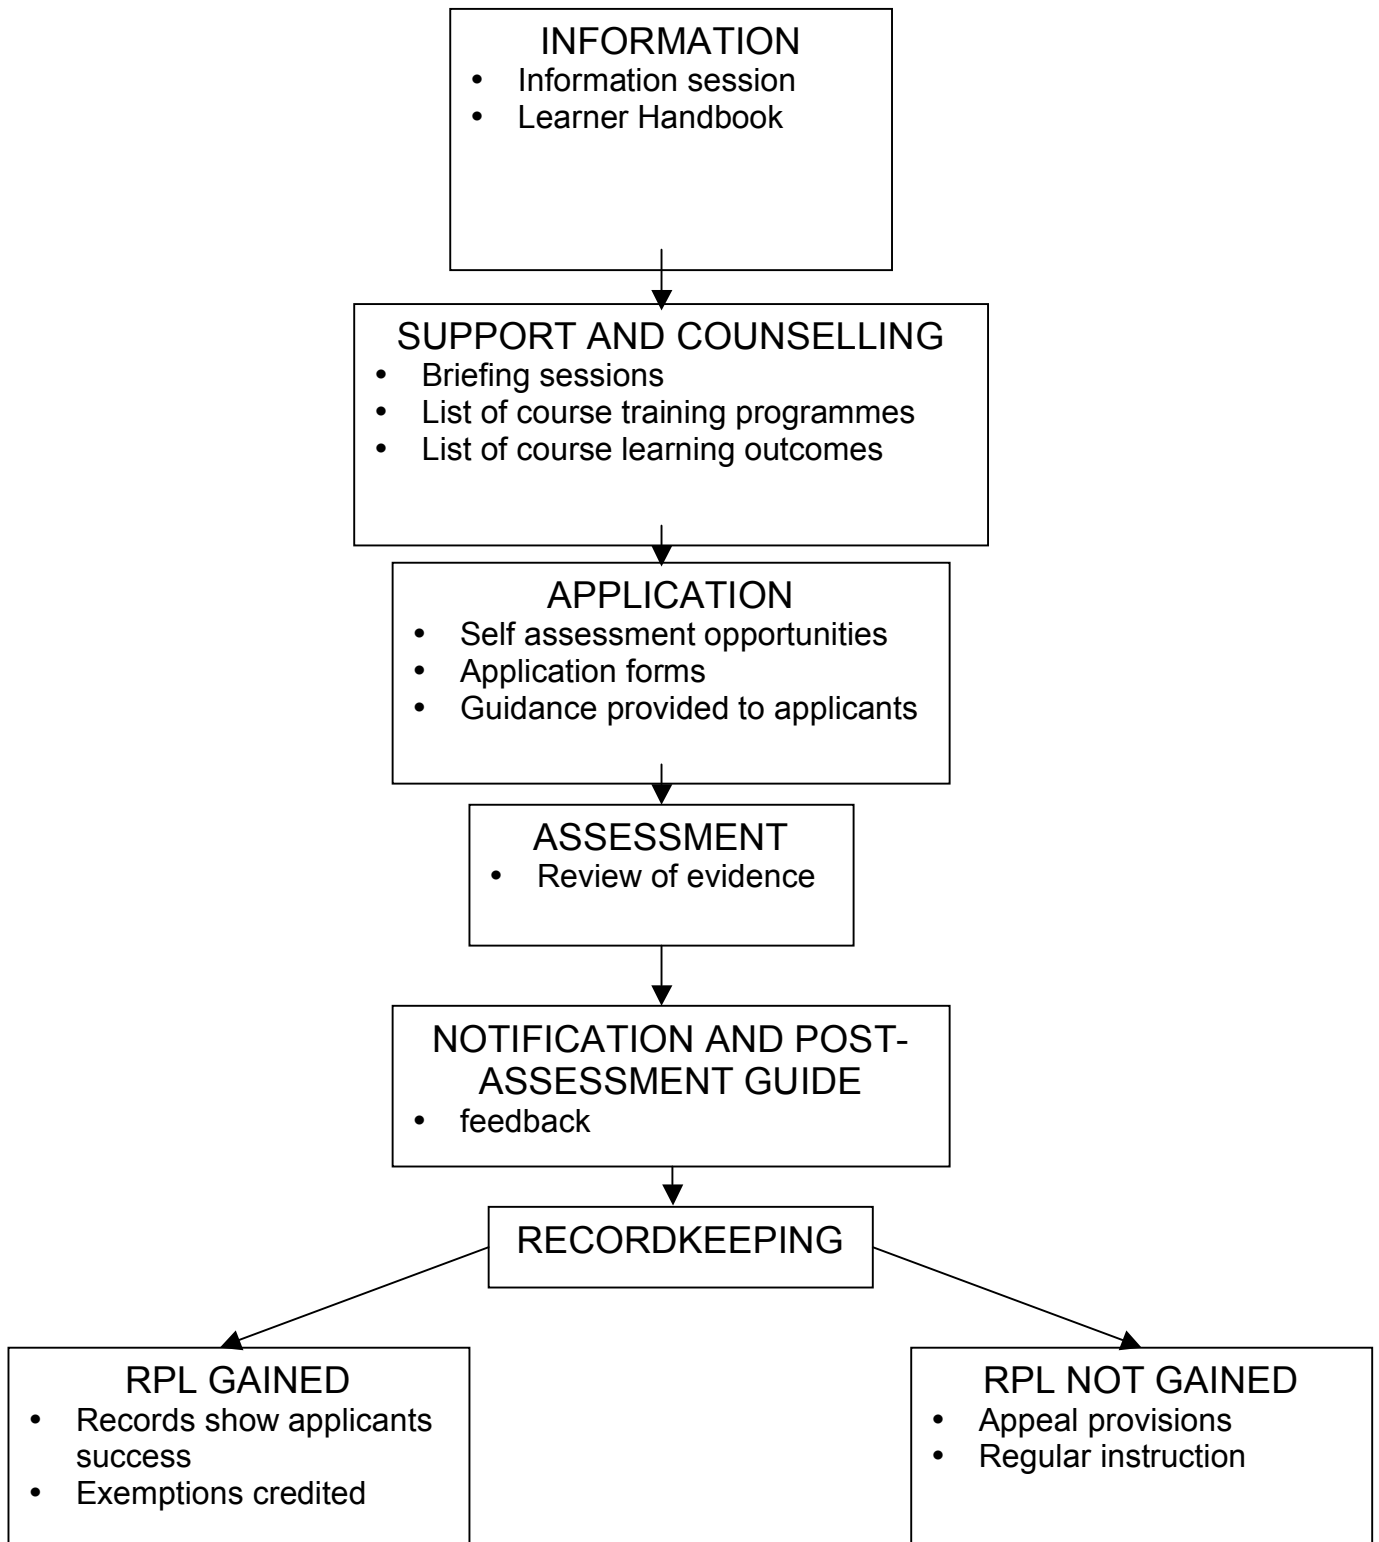 INFORMATION
• Information session
• Learner Handbook
SUPPORT AND COUNSELLING
• Briefing sessions
• List of course training programmes
• List of course learning outcomes
APPLICATION
• Self assessment opportunities
• Application forms
• Guidance provided to applicants
ASSESSMENT
• Review of evidence
NOTIFICATION AND POST-
ASSESSMENT GUIDE
• feedback
RECORDKEEPING
RPL GAINED
• Records show applicants
success
• Exemptions credited
RPL NOT GAINED
• Appeal provisions
• Regular instruction